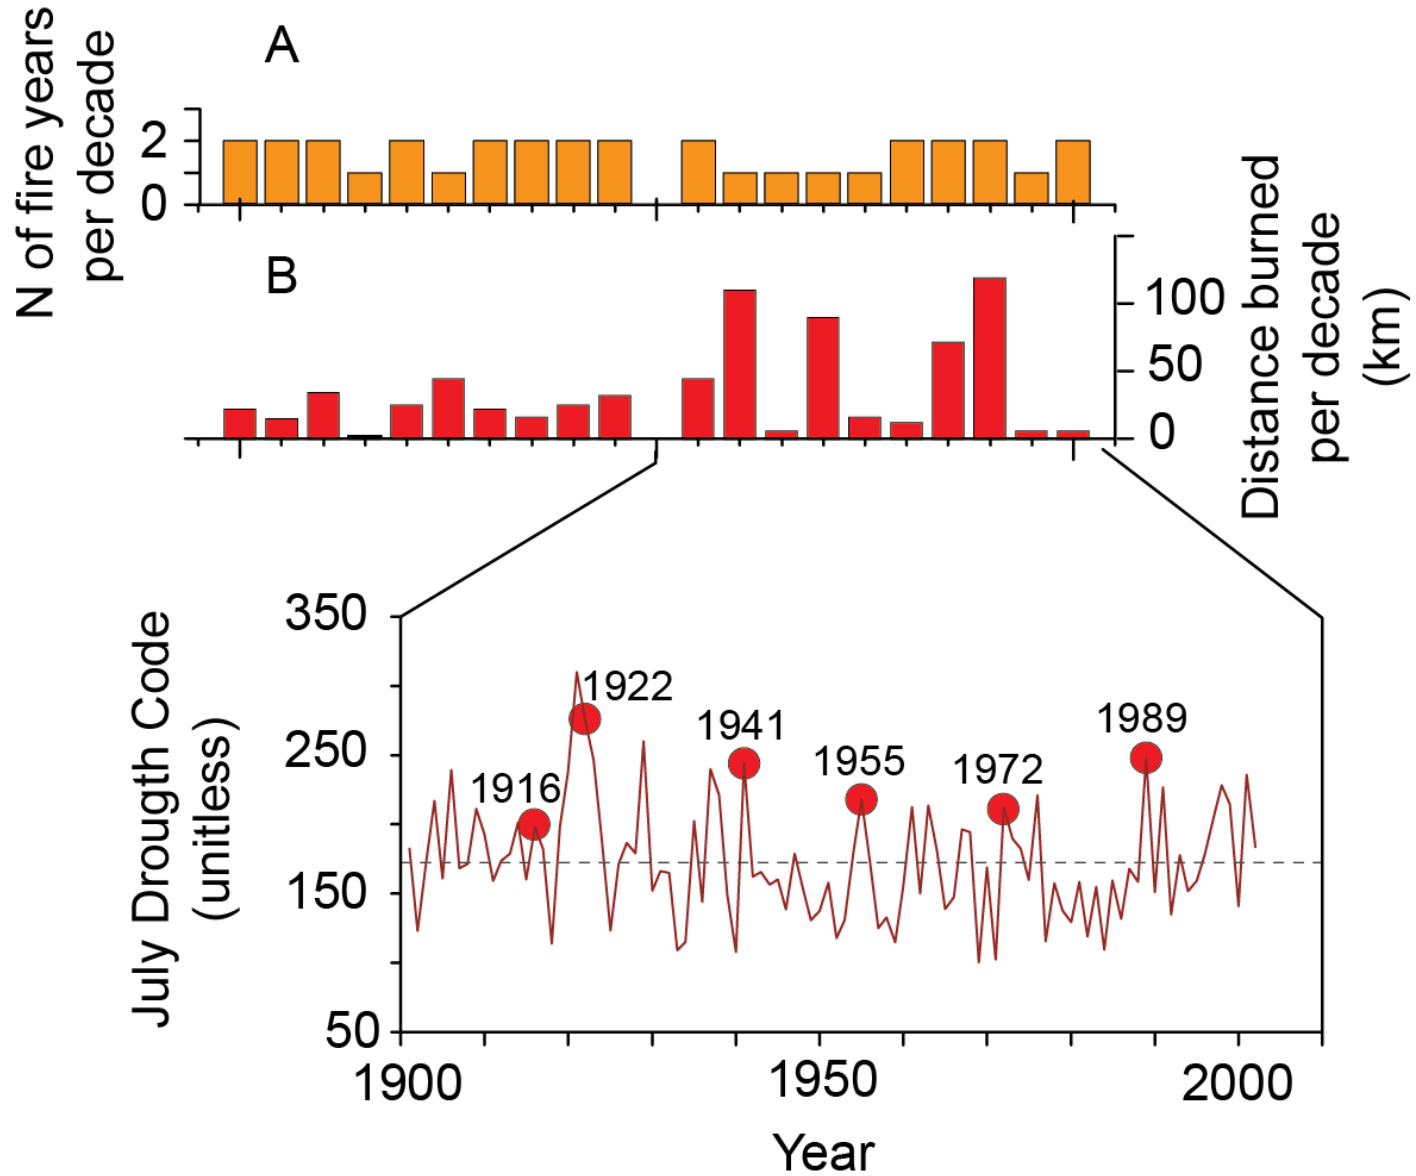 N of fire years
per decade
A
2
0
B
100
50
0
Distance burned
per decade
(km)
July Drougth Code
(unitless)
350
250
150
50
1916
1922
1941
1955
1972
1989
1900
1950
2000
Year